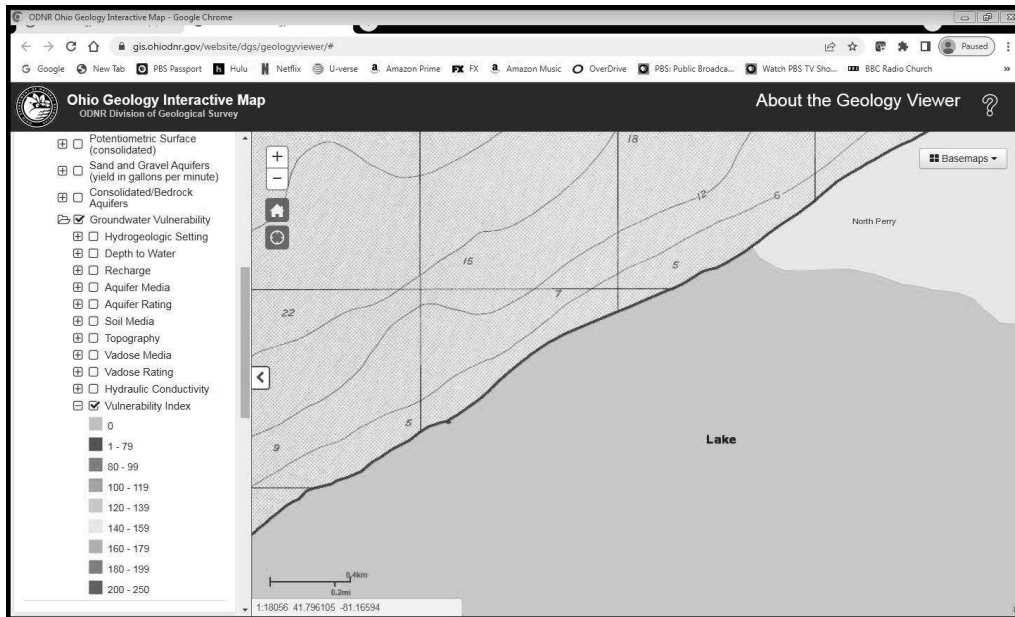 ODNR Ohio Geology Interactive Map - Google Chrome
gis.ohiodnr.gov/website/dgs/geologyviewer/#
Paused
Google New Tab PBS Passport Hulu Netflix U-verse Amazon Prime FX FX Amazon Music OverDrive PBS: Public Broadca... Watch PBS TV Sho... BBC Radio Church »
Ohio Geology Interactive Map
ODNR Division of Geological Survey
About the Geology Viewer
Potentiometric Surface
(consolidated)
Sand and Gravel Aquifers
(yield in gallons per minute)
Consolidated/Bedrock
Aquifers
Groundwater Vulnerability
Hydrogeologic Setting
Depth to Water
Recharge
Aquifer Media
Aquifer Rating
Soil Media
Topography
Vadose Media
Vadose Rating
Hydraulic Conductivity
Vulnerability Index
0
1 - 79
80 - 99
100 - 119
120 - 139
140 - 159
160 - 179
180 - 199
200 - 250
+
−
Basemaps
18
12
6
North Perry
15
5
7
22
5
9
Lake
0.4km
0.2mi
1:18056 41.796105 -81.16594